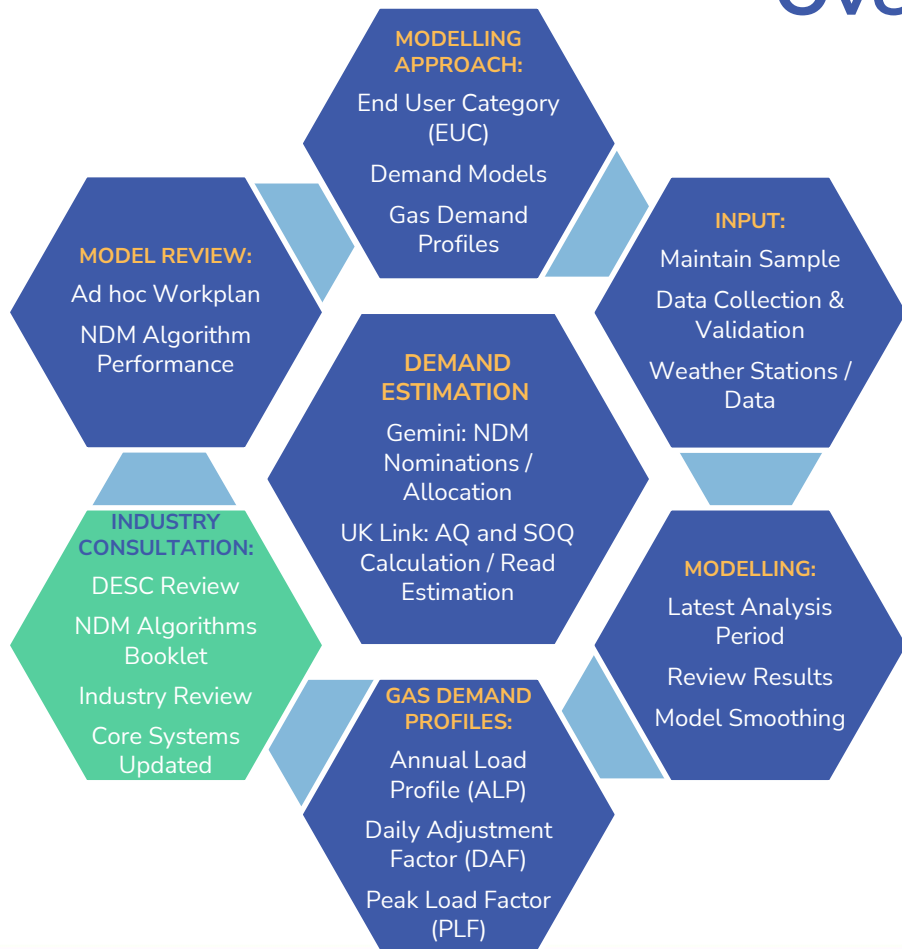 MODELLING
APPROACH:
End User Category
(EUC)
Demand Models
Gas Demand
Profiles
INPUT:
Maintain Sample
Data Collection &
Validation
Weather Stations /
Data
MODEL REVIEW:
Ad hoc Workplan
NDM Algorithm
Performance
DEMAND
ESTIMATION
Gemini: NDM
Nominations /
Allocation
UK Link: AQ and SOQ
Calculation / Read
Estimation
INDUSTRY
CONSULTATION:
DESC Review
NDM Algorithms
Booklet
Industry Review
Core Systems
Updated
MODELLING:
Latest Analysis
Period
Review Results
Model Smoothing
GAS DEMAND
PROFILES:
Annual Load
Profile (ALP)
Daily Adjustment
Factor (DAF)
Peak Load Factor
(PLF)